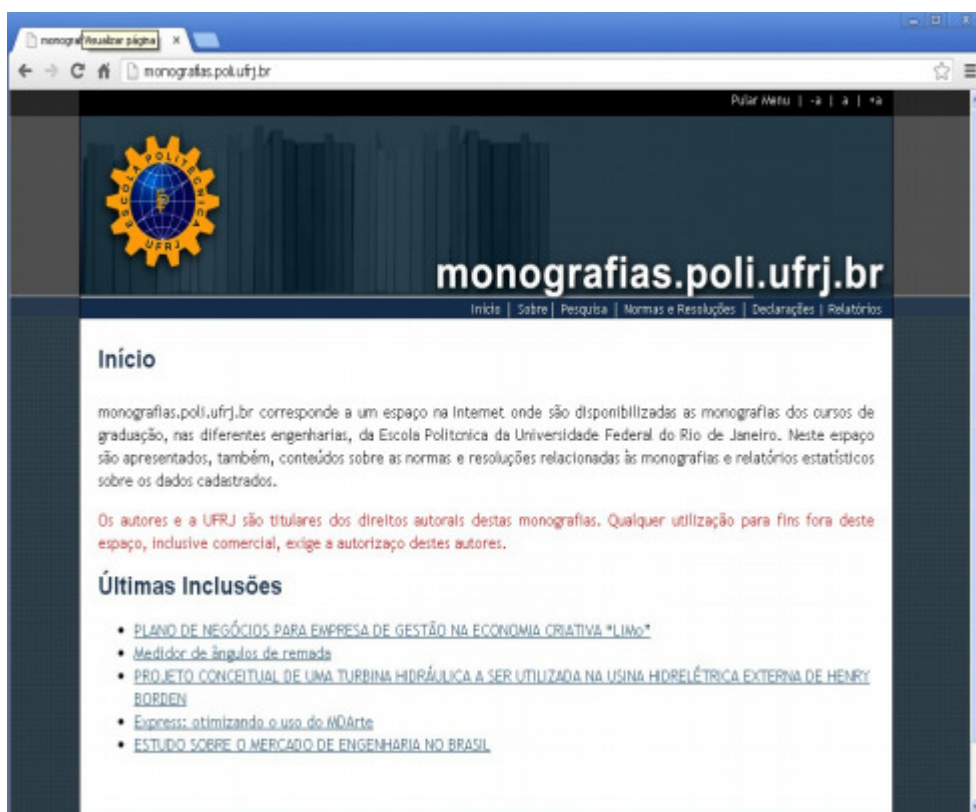 monograf
Visualizar página
monografias.poli.ufrj.br
Pular Menu | -a | a | +a
ESCOLA POLITÉCNICA
UFRJ
monografias.poli.ufrj.br
Início | Sobre | Pesquisa | Normas e Resoluções | Declarações | Relatórios
Início
monografias.poli.ufrj.br corresponde a um espaço na Internet onde são disponibilizadas as monografias dos cursos de
graduação, nas diferentes engenharias, da Escola Politcnica da Universidade Federal do Rio de Janeiro. Neste espaço
são apresentados, também, conteúdos sobre as normas e resoluções relacionadas às monografias e relatórios estatísticos
sobre os dados cadastrados.
Os autores e a UFRJ são titulares dos direitos autorais destas monografias. Qualquer utilização para fins fora deste
espaço, inclusive comercial, exige a autorizaço destes autores.
Últimas Inclusões
PLANO DE NEGÓCIOS PARA EMPRESA DE GESTÃO NA ECONOMIA CRIATIVA "LIMo"
Medidor de ângulos de remada
PROJETO CONCEITUAL DE UMA TURBINA HIDRÁULICA A SER UTILIZADA NA USINA HIDRELÉTRICA EXTERNA DE HENRY
BORDEN
Express: otimizando o uso do MDArte
ESTUDO SOBRE O MERCADO DE ENGENHARIA NO BRASIL